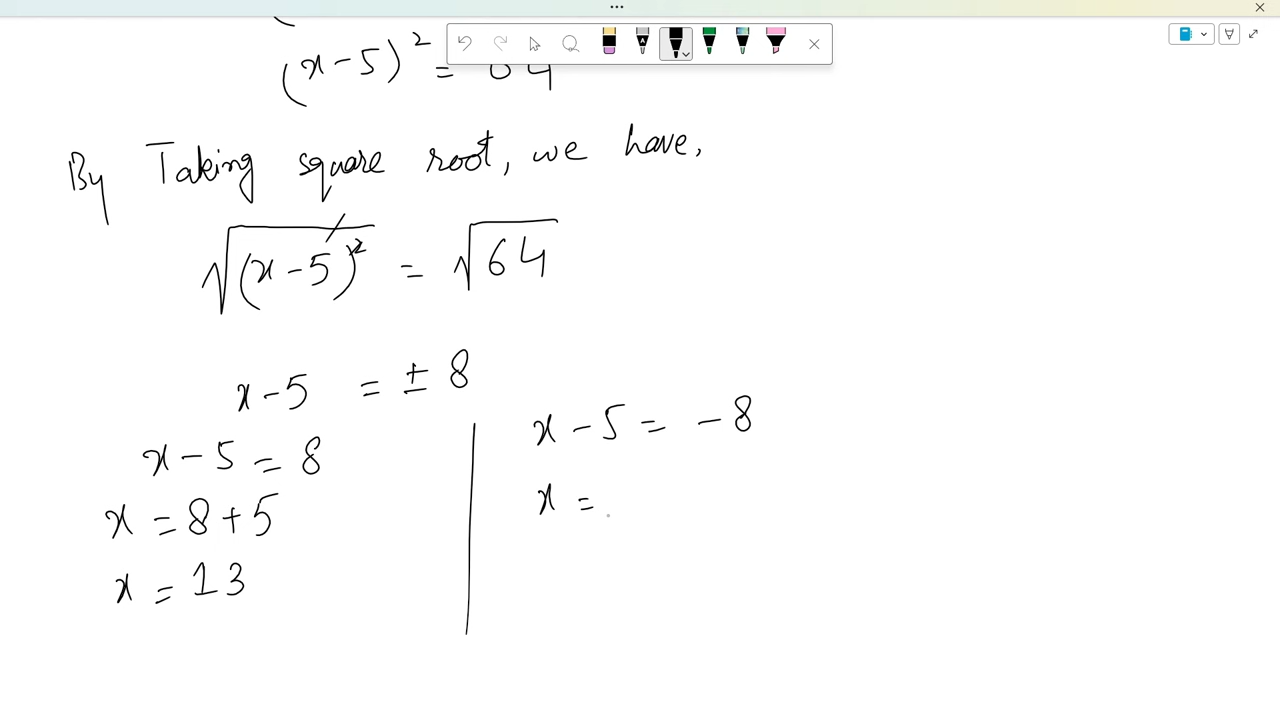 (x-5)² = 64
By Taking square root, we have,
√(x-5)² = √64
x-5 = ± 8
x-5 = 8
x = 8+5
x = 13
x-5 = -8
x =